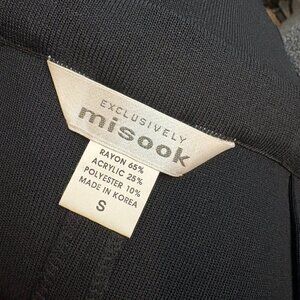 EXCLUSIVELY
misook
RAYON 65%
ACRYLIC 25%
POLYESTER 10%
MADE IN KOREA
S